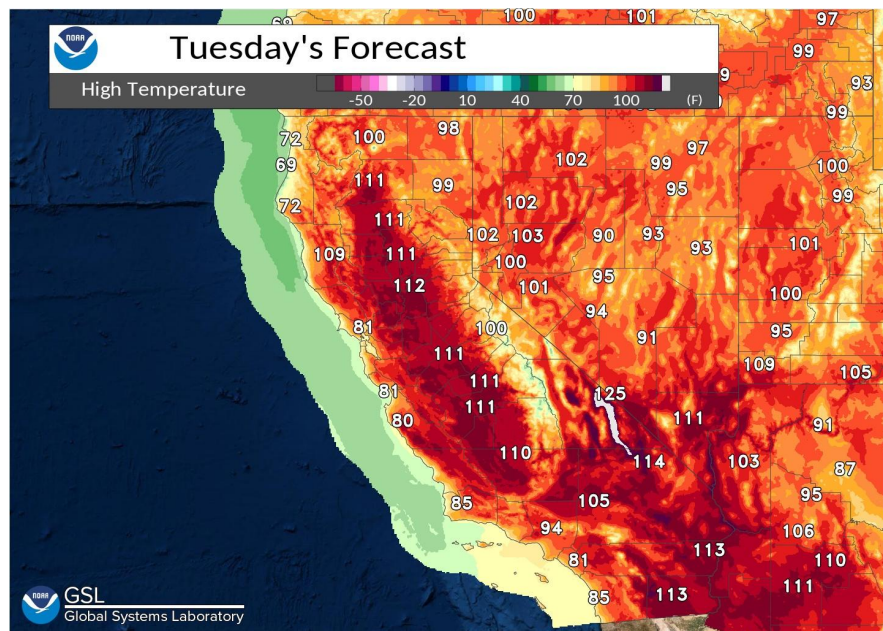 69 100 101 97
NOAA
Tuesday's Forecast
99
High Temperature
-50 -20 10 40 70 100 (F)
93
99
72 100 98
97
69 102 99 100
111 99 95 99
72 111 102
102 103 90 93 93 101
109 111 100
112 101 95 100
94
81 100 91 95
111 109 105
111
81 111 125 111
80 91
110 114 103 87
85 105 95
94 106
81 113 110
85 113 111
NOAA
GSL
Global Systems Laboratory